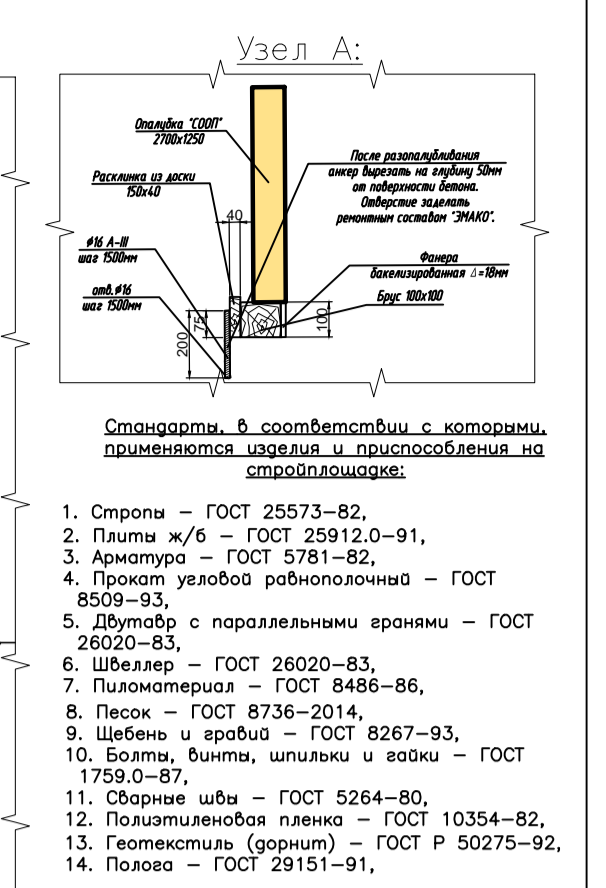 Узел А:
Опалубка "СООП"
2700х1250
Расклинка из доски
150х40
После разопалубливания
анкер вырезать на глубину 50мм
от поверхности бетона.
Отверстие заделать
ремонтным составом "ЭМАКО".
40
ø16 А-III
шаг 1500мм
отв.ø16
шаг 1500мм
Фанера
бакелизированная Δ=18мм
Брус 100х100
75
200
100
Стандарты, в соответствии с которыми,
применяются изделия и приспособления на
стройплощадке:
1. Стропы – ГОСТ 25573–82,
2. Плиты ж/б – ГОСТ 25912.0–91,
3. Арматура – ГОСТ 5781–82,
4. Прокат угловой равнополочный – ГОСТ
8509–93,
5. Двутавр с параллельными гранями – ГОСТ
26020–83,
6. Швеллер – ГОСТ 26020–83,
7. Пиломатериал – ГОСТ 8486–86,
8. Песок – ГОСТ 8736–2014,
9. Щебень и гравий – ГОСТ 8267–93,
10. Болты, винты, шпильки и гайки – ГОСТ
1759.0–87,
11. Сварные швы – ГОСТ 5264–80,
12. Полиэтиленовая пленка – ГОСТ 10354–82,
13. Геотекстиль (дорнит) – ГОСТ Р 50275–92,
14. Полога – ГОСТ 29151–91,